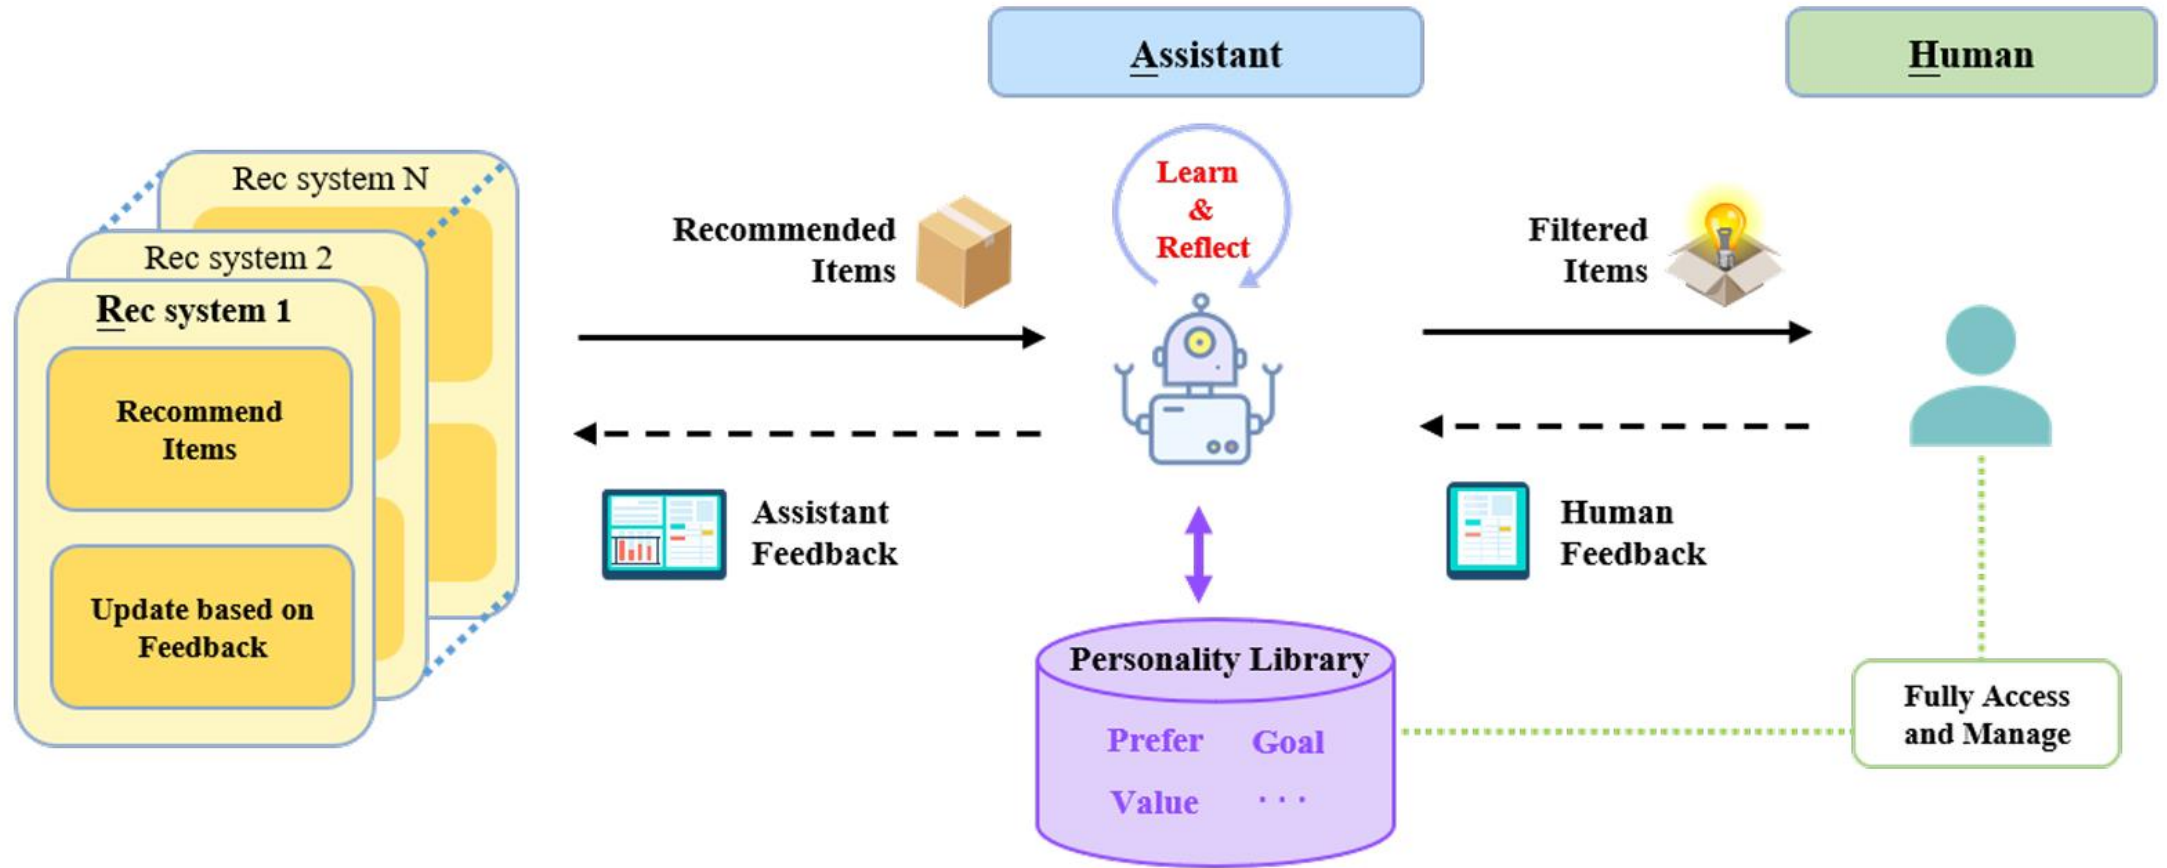 Assistant
Human
Rec system N
Rec system 2
Rec system 1
Recommend
Items
Update based on
Feedback
Recommended
Items
Learn
&
Reflect
Filtered
Items
Assistant
Feedback
Human
Feedback
Personality Library
Prefer Goal
Value ...
Fully Access
and Manage